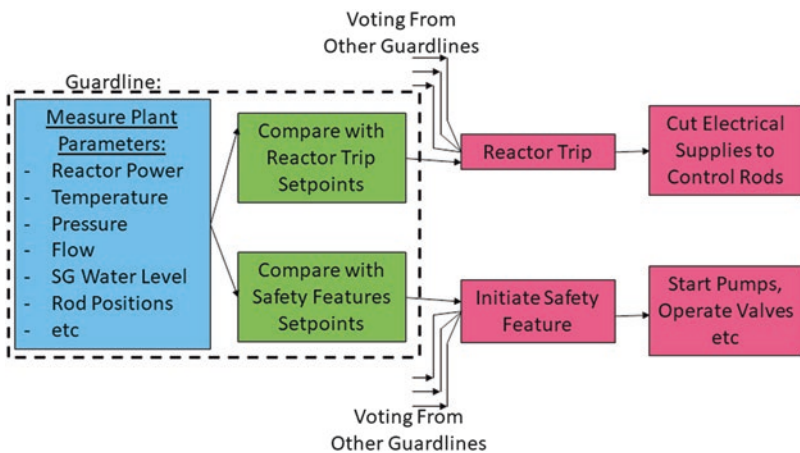 Voting From
Other Guardlines
Guardline:
Measure Plant
Parameters:
- Reactor Power
- Temperature
- Pressure
- Flow
- SG Water Level
- Rod Positions
- etc
Compare with
Reactor Trip
Setpoints
Reactor Trip
Cut Electrical
Supplies to
Control Rods
Compare with
Safety Features
Setpoints
Initiate Safety
Feature
Start Pumps,
Operate Valves
etc
Voting From
Other Guardlines